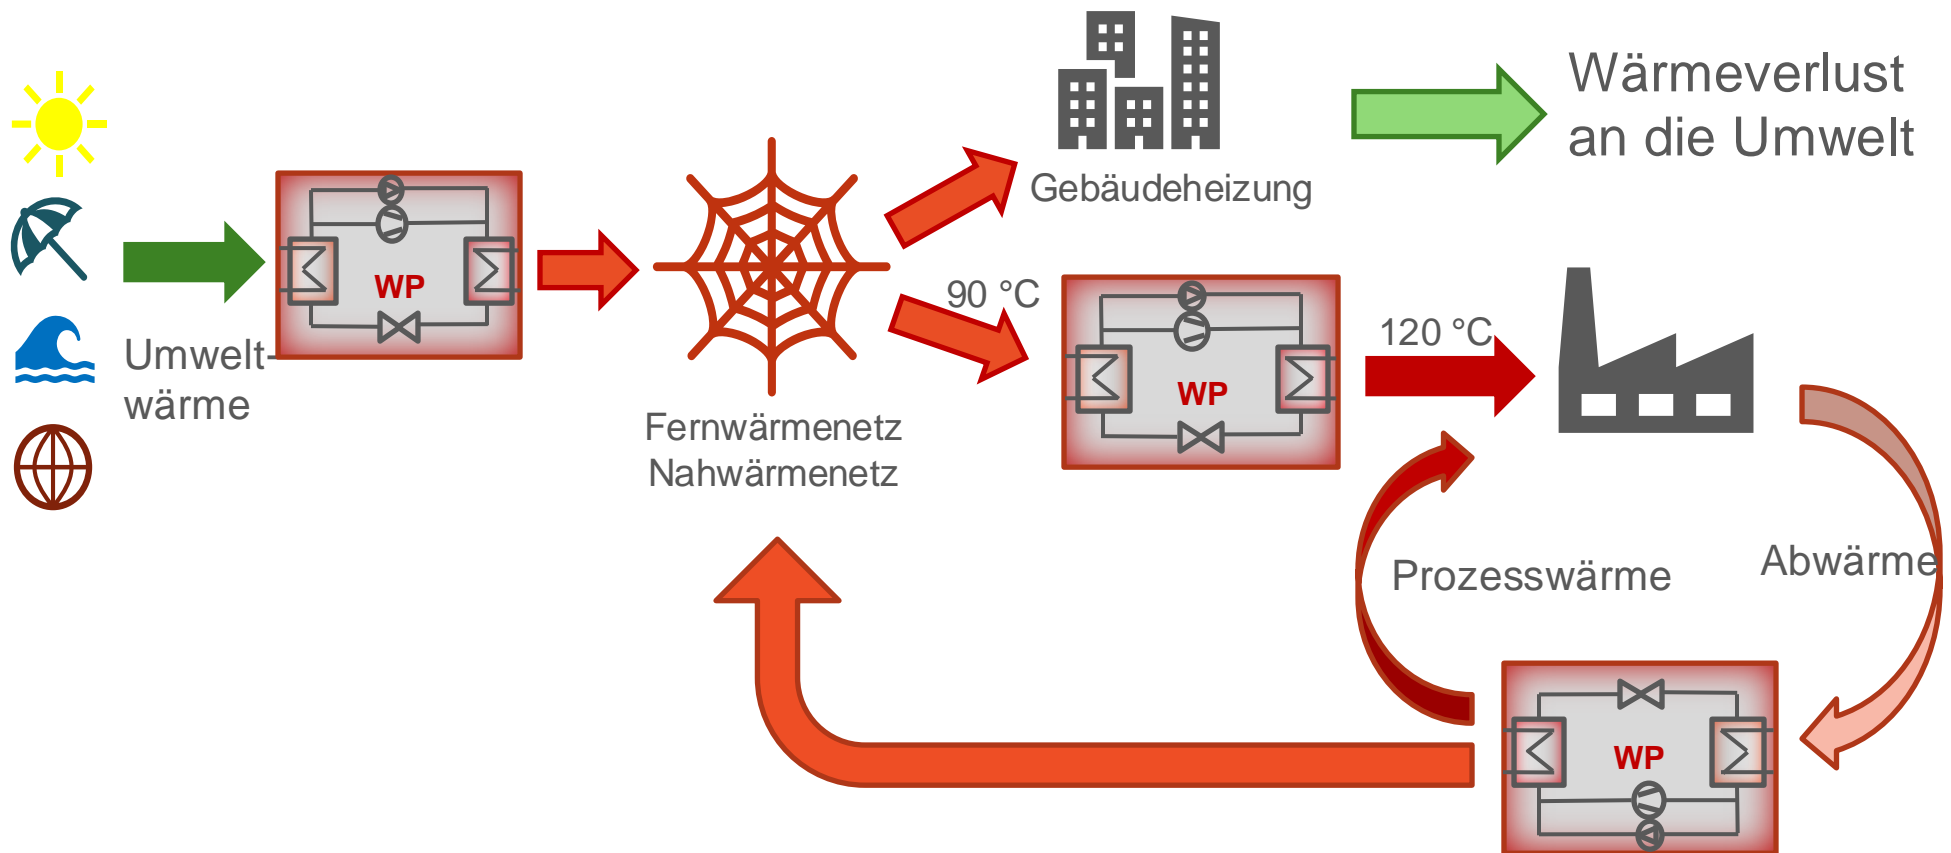 Wärmeverlust
an die Umwelt
Gebäudeheizung
WP
Umwelt-
wärme
90 °C
120 °C
WP
Fernwärmenetz
Nahwärmenetz
Prozesswärme
Abwärme
WP